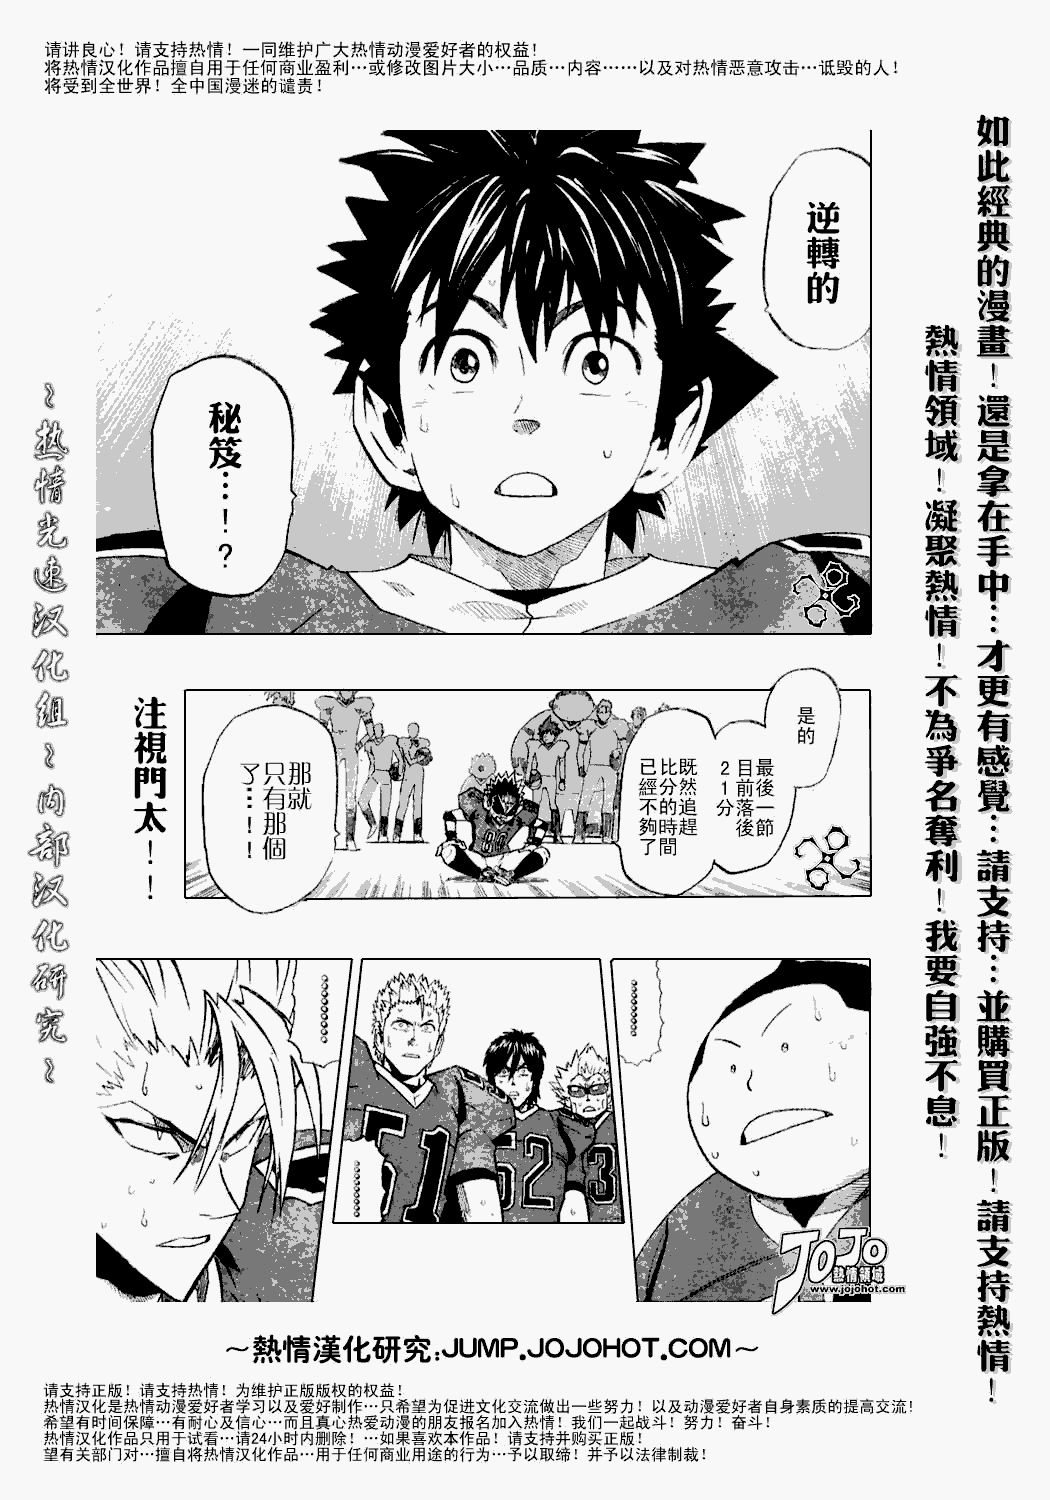 请讲良心！请支持热情！一同维护广大热情动漫爱好者的权益！
将热情汉化作品擅自用于任何商业盈利…或修改图片大小…品质…内容……以及对热情恶意攻击…诋毁的人！
将受到全世界！全中国漫迷的谴责！
如此經典的漫畫！還是拿在手中…才更有感覺…請支持…並購買正版！請支持熱情！
熱情領域！凝聚熱情！不為爭名奪利！我要自強不息！
逆轉的
秘笈…！？
～热情光速汉化组～内部汉化研究～
是的
最後一節
目前落後
21分
既然追趕
比分的時間
已經不夠了
那就
只有那個
了…！！
注視門太！！
80
………
………
………
51
52
3
JOJO
熱情領域
www.jojohot.com
～熱情漢化研究:JUMP.JOJOHOT.COM～
请支持正版！请支持热情！为维护正版版权的权益！
热情汉化是热情动漫爱好者学习以及爱好制作…只希望为促进文化交流做出一些努力！以及动漫爱好者自身素质的提高交流！
希望有时间保障…有耐心及信心…而且真心热爱动漫的朋友报名加入热情！我们一起战斗！努力！奋斗！
热情汉化作品只用于试看…请24小时内删除！…如果喜欢本作品！请支持并购买正版！
望有关部门对…擅自将热情汉化作品…用于任何商业用途的行为…予以取缔！并予以法律制裁！